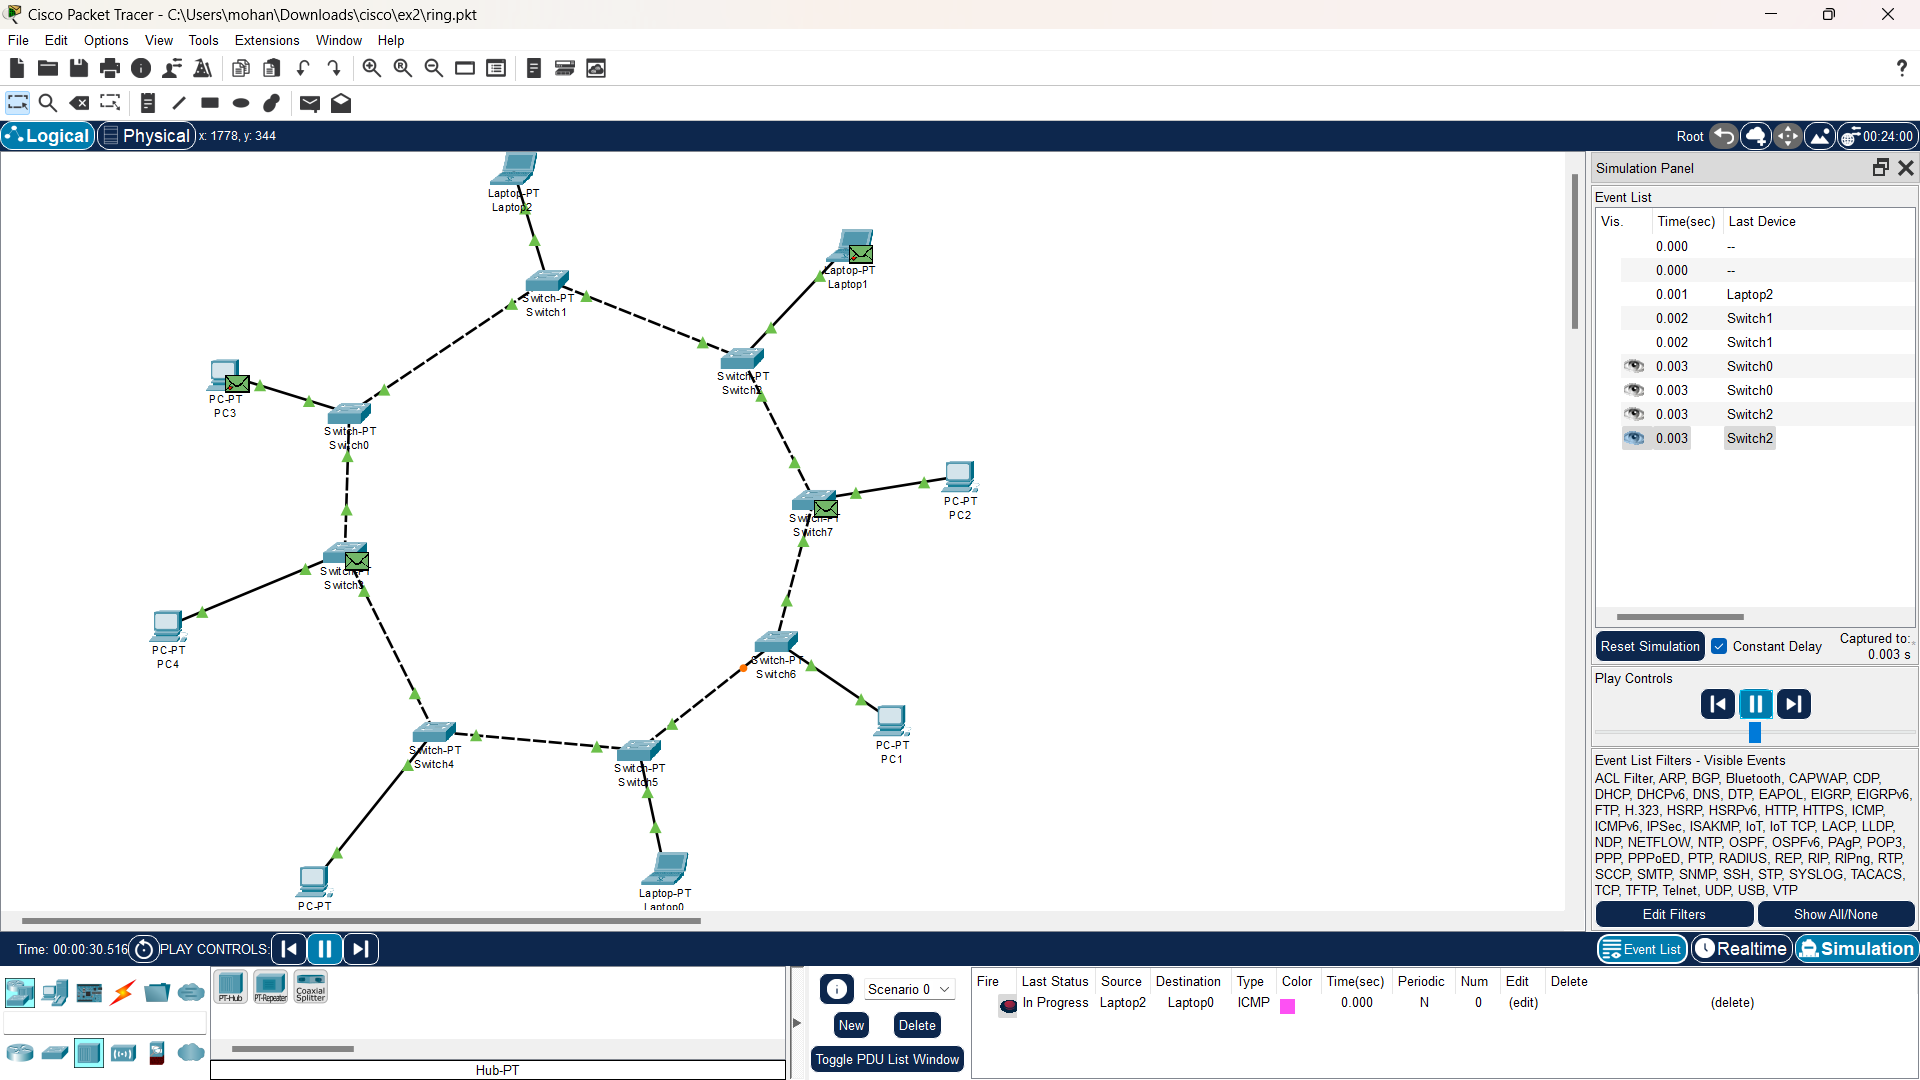 Cisco Packet Tracer - C:\Users\mohan\Downloads\cisco\ex2\ring.pkt
File Edit Options View Tools Extensions Window Help
?
Logical Physical x: 1778, y: 344
Root 00:24:00
Laptop-PT
Laptop2
Laptop-PT
Laptop1
Switch-PT
Switch1
Switch-PT
Switch2
PC-PT
PC3
Switch-PT
Switch0
PC-PT
PC2
Switch-PT
Switch7
Switch-PT
Switch3
PC-PT
PC4
Switch-PT
Switch6
PC-PT
PC1
Switch-PT
Switch4
Switch-PT
Switch5
PC-PT
Laptop-PT
Laptop0
Simulation Panel
Event List
Vis. Time(sec) Last Device
0.000 --
0.000 --
0.001 Laptop2
0.002 Switch1
0.002 Switch1
0.003 Switch0
0.003 Switch0
0.003 Switch2
0.003 Switch2
Reset Simulation Constant Delay Captured to:
0.003 s
Play Controls
Event List Filters - Visible Events
ACL Filter, ARP, BGP, Bluetooth, CAPWAP, CDP,
DHCP, DHCPv6, DNS, DTP, EAPOL, EIGRP, EIGRPv6,
FTP, H.323, HSRP, HSRPv6, HTTP, HTTPS, ICMP,
ICMPv6, IPSec, ISAKMP, IoT, IoT TCP, LACP, LLDP,
NDP, NETFLOW, NTP, OSPF, OSPFv6, PAgP, POP3,
PPP, PPPoED, PTP, RADIUS, REP, RIP, RIPng, RTP,
SCCP, SMTP, SNMP, SSH, STP, SYSLOG, TACACS,
TCP, TFTP, Telnet, UDP, USB, VTP
Edit Filters Show All/None
Time: 00:00:30.516 PLAY CONTROLS:
Event List Realtime Simulation
PT-Hub PT-Repeater Coaxial Splitter
Hub-PT
Scenario 0
New Delete
Toggle PDU List Window
Fire Last Status Source Destination Type Color Time(sec) Periodic Num Edit Delete
In Progress Laptop2 Laptop0 ICMP 0.000 N 0 (edit) (delete)